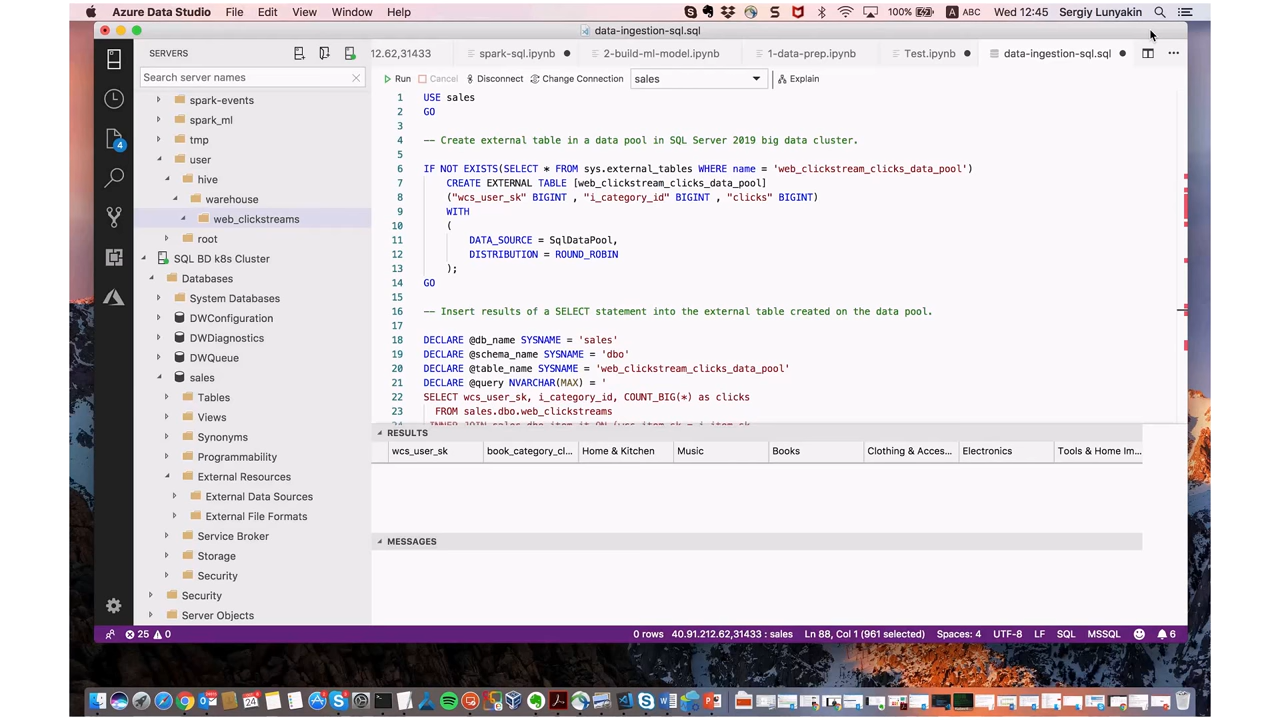 Azure Data Studio File Edit View Window Help 100% A ABC Wed 12:45 Sergiy Lunyakin
data-ingestion-sql.sql
SERVERS
Search server names
spark-events
spark_ml
tmp
user
hive
warehouse
web_clickstreams
root
SQL BD k8s Cluster
Databases
System Databases
DWConfiguration
DWDiagnostics
DWQueue
sales
Tables
Views
Synonyms
Programmability
External Resources
External Data Sources
External File Formats
Service Broker
Storage
Security
Security
Server Objects
4
12.62,31433 spark-sql.ipynb 2-build-ml-model.ipynb 1-data-prep.ipynb Test.ipynb data-ingestion-sql.sql
Run Cancel Disconnect Change Connection sales Explain
1 USE sales
2 GO
3
4 -- Create external table in a data pool in SQL Server 2019 big data cluster.
5
6 IF NOT EXISTS(SELECT * FROM sys.external_tables WHERE name = 'web_clickstream_clicks_data_pool')
7 CREATE EXTERNAL TABLE [web_clickstream_clicks_data_pool]
8 ("wcs_user_sk" BIGINT , "i_category_id" BIGINT , "clicks" BIGINT)
9 WITH
10 (
11 DATA_SOURCE = SqlDataPool,
12 DISTRIBUTION = ROUND_ROBIN
13 );
14 GO
15
16 -- Insert results of a SELECT statement into the external table created on the data pool.
17
18 DECLARE @db_name SYSNAME = 'sales'
19 DECLARE @schema_name SYSNAME = 'dbo'
20 DECLARE @table_name SYSNAME = 'web_clickstream_clicks_data_pool'
21 DECLARE @query NVARCHAR(MAX) = '
22 SELECT wcs_user_sk, i_category_id, COUNT_BIG(*) as clicks
23 FROM sales.dbo.web_clickstreams
RESULTS
wcs_user_sk book_category_cl... Home & Kitchen Music Books Clothing & Acces... Electronics Tools & Home Im...
MESSAGES
25 0 0 rows 40.91.212.62,31433 : sales Ln 88, Col 1 (961 selected) Spaces: 4 UTF-8 LF SQL MSSQL 6